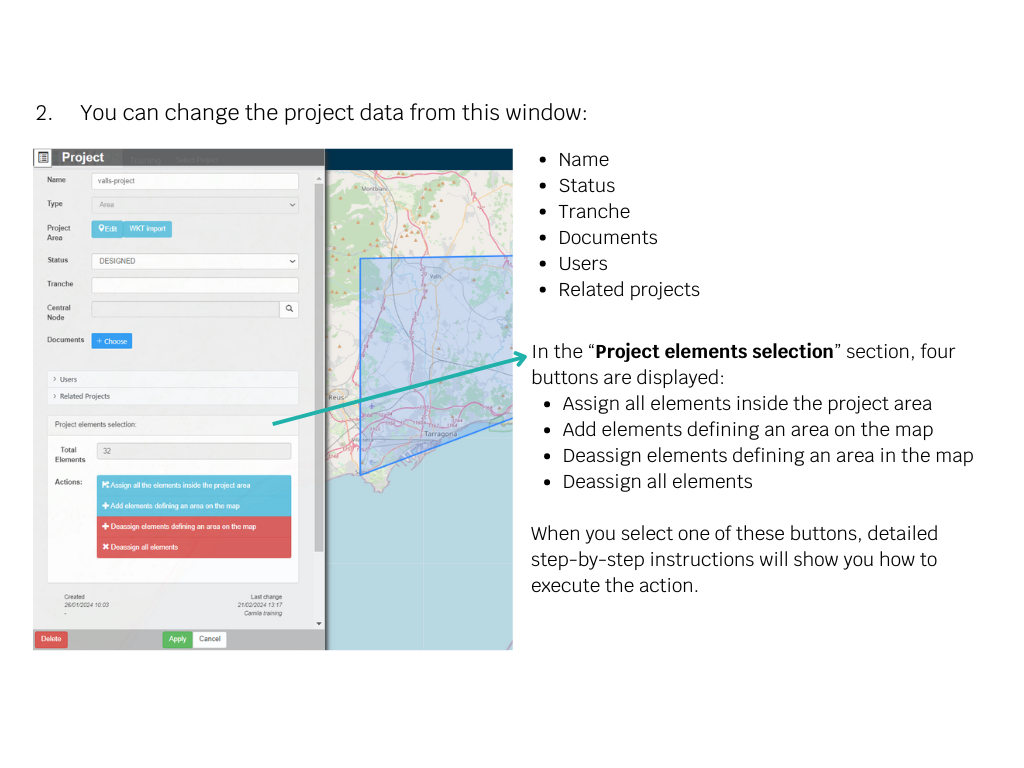 2. You can change the project data from this window:
Project
Name
valls-project
Type
Area
Project
Area
Edit
WKT import
Status
DESIGNED
Tranche
Central
Node
Documents
+ Choose
> Users
> Related Projects
Project elements selection:
Total
Elements
32
Actions:
Assign all the elements inside the project area
Add elements defining an area on the map
Deassign elements defining an area on the map
Deassign all elements
Created
26/01/2024 10:03
-
Last change
21/02/2024 13:17
Camila training
Delete
Apply
Cancel
Montblanc
Valls
Reus
Tarragona
• Name
• Status
• Tranche
• Documents
• Users
• Related projects
In the “Project elements selection” section, four
buttons are displayed:
• Assign all elements inside the project area
• Add elements defining an area on the map
• Deassign elements defining an area in the map
• Deassign all elements
When you select one of these buttons, detailed
step-by-step instructions will show you how to
execute the action.